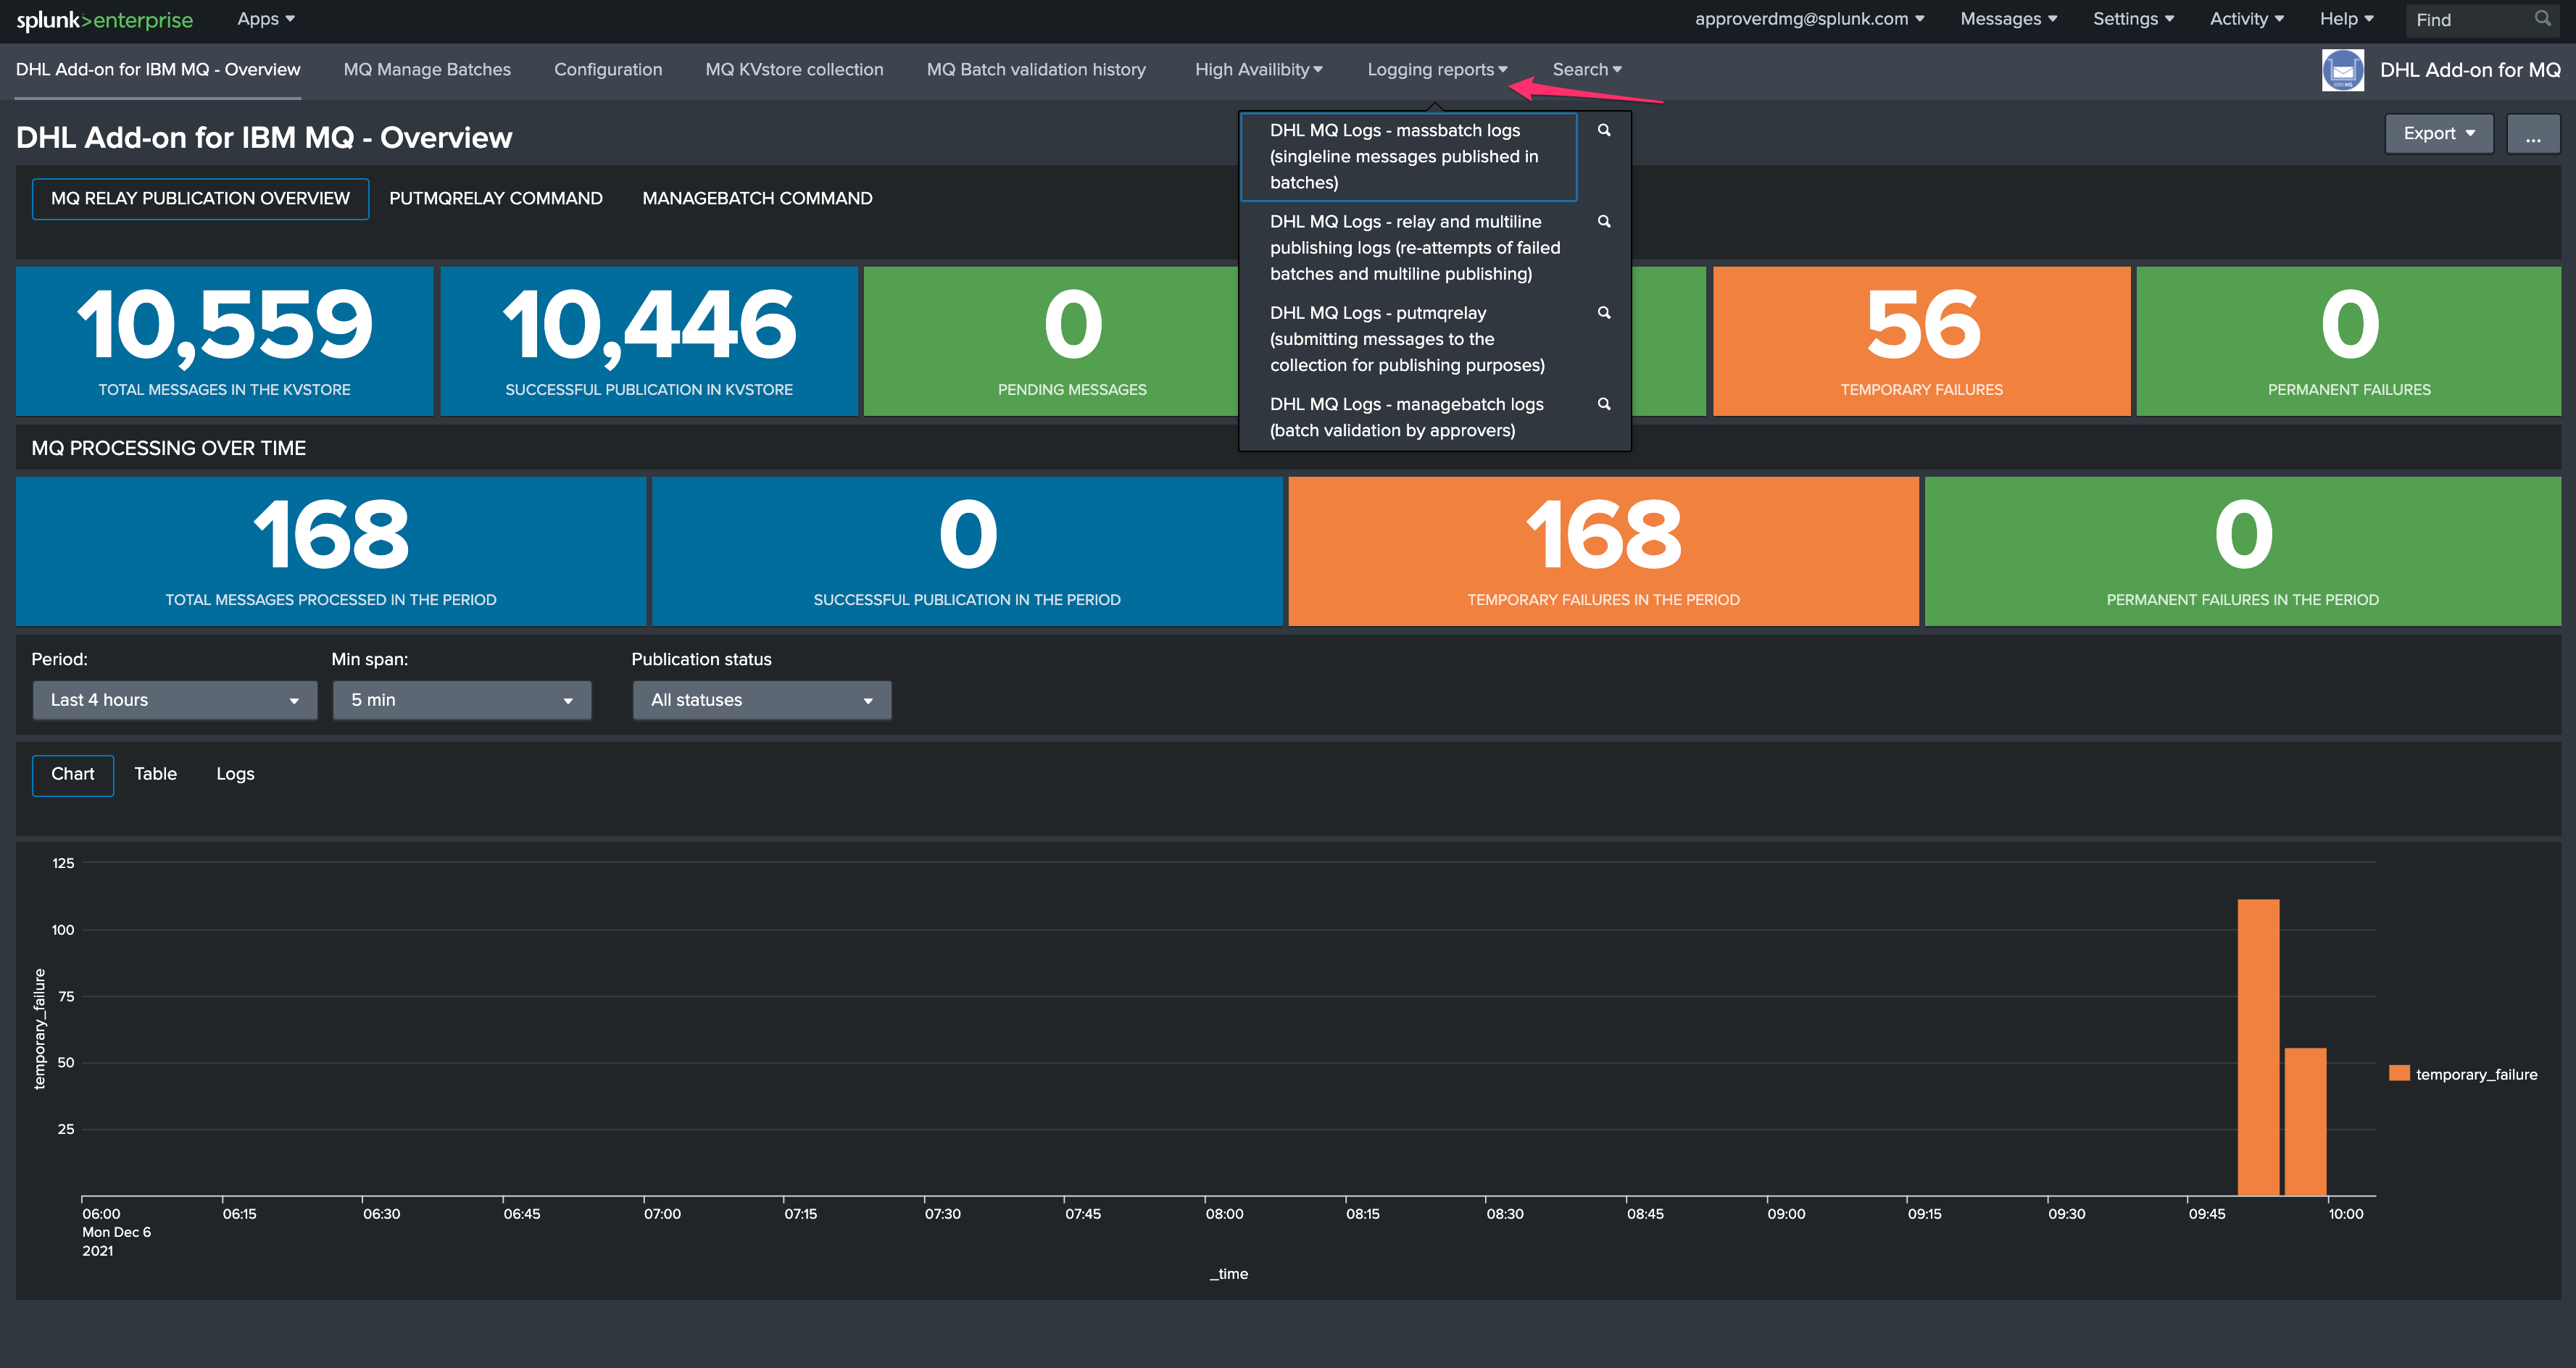 splunk>enterprise Apps approverdmg@splunk.com Messages Settings Activity Help Find
DHL Add-on for IBM MQ - Overview MQ Manage Batches Configuration MQ KVstore collection MQ Batch validation history High Availibity Logging reports Search DHL Add-on for MQ
DHL Add-on for IBM MQ - Overview
Export ...
DHL MQ Logs - massbatch logs
(singleline messages published in
batches)
DHL MQ Logs - relay and multiline
publishing logs (re-attempts of failed
batches and multiline publishing)
DHL MQ Logs - putmqrelay
(submitting messages to the
collection for publishing purposes)
DHL MQ Logs - managebatch logs
(batch validation by approvers)
MQ RELAY PUBLICATION OVERVIEW PUTMQRELAY COMMAND MANAGEBATCH COMMAND
10,559 10,446 0 56 0
TOTAL MESSAGES IN THE KVSTORE SUCCESSFUL PUBLICATION IN KVSTORE PENDING MESSAGES TEMPORARY FAILURES PERMANENT FAILURES
MQ PROCESSING OVER TIME
168 0 168 0
TOTAL MESSAGES PROCESSED IN THE PERIOD SUCCESSFUL PUBLICATION IN THE PERIOD TEMPORARY FAILURES IN THE PERIOD PERMANENT FAILURES IN THE PERIOD
Period: Min span: Publication status
Last 4 hours 5 min All statuses
Chart Table Logs
125
100
75
50
25
temporary_failure
temporary_failure
06:00 06:15 06:30 06:45 07:00 07:15 07:30 07:45 08:00 08:15 08:30 08:45 09:00 09:15 09:30 09:45 10:00
Mon Dec 6
2021
_time